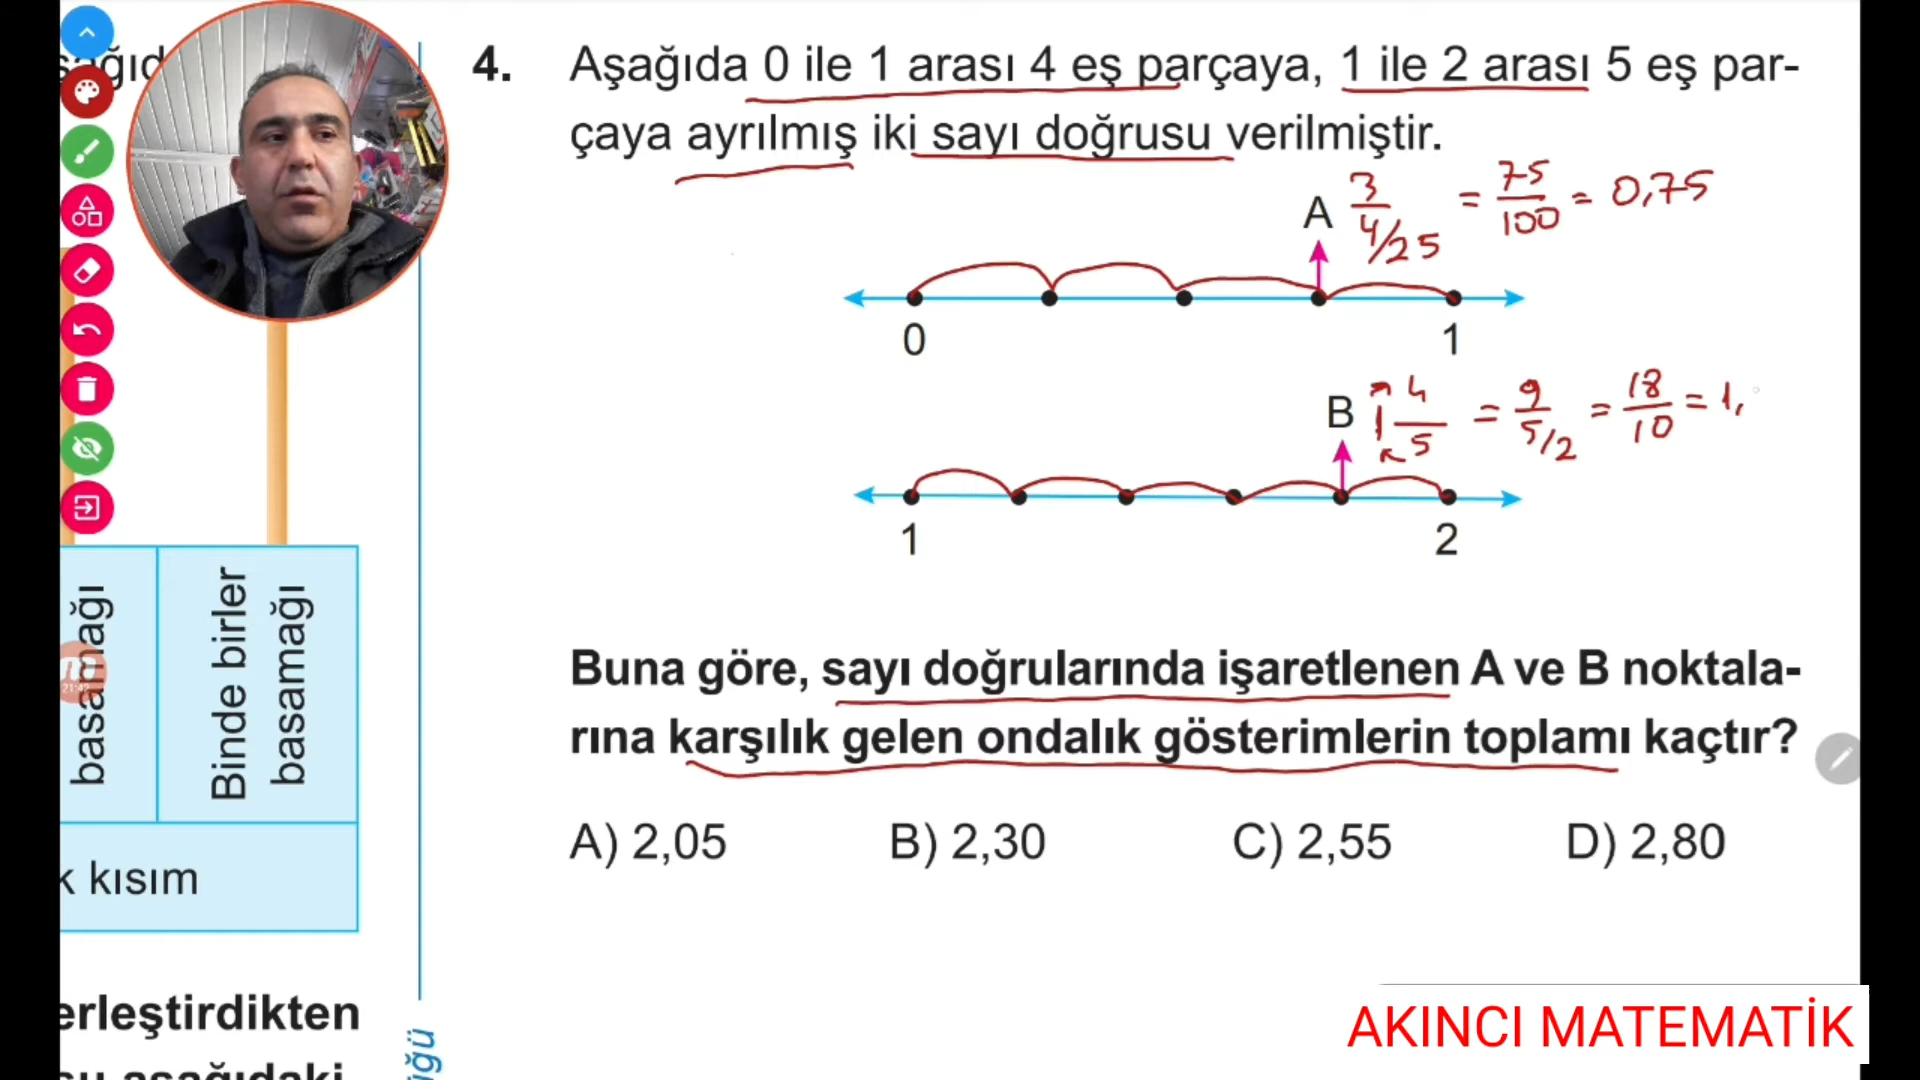 4. Aşağıda 0 ile 1 arası 4 eş parçaya, 1 ile 2 arası 5 eş par-
çaya ayrılmış iki sayı doğrusu verilmiştir.
A 3/4 /25 = 75/100 = 0,75
0 1
B 1 4/5 = 9/5 /2 = 18/10 = 1,
1 2
Buna göre, sayı doğrularında işaretlenen A ve B noktala-
rına karşılık gelen ondalık gösterimlerin toplamı kaçtır?
A) 2,05 B) 2,30 C) 2,55 D) 2,80
basamağı
Binde birler
basamağı
k kısım
erleştirdikten
AKINCI MATEMATİK